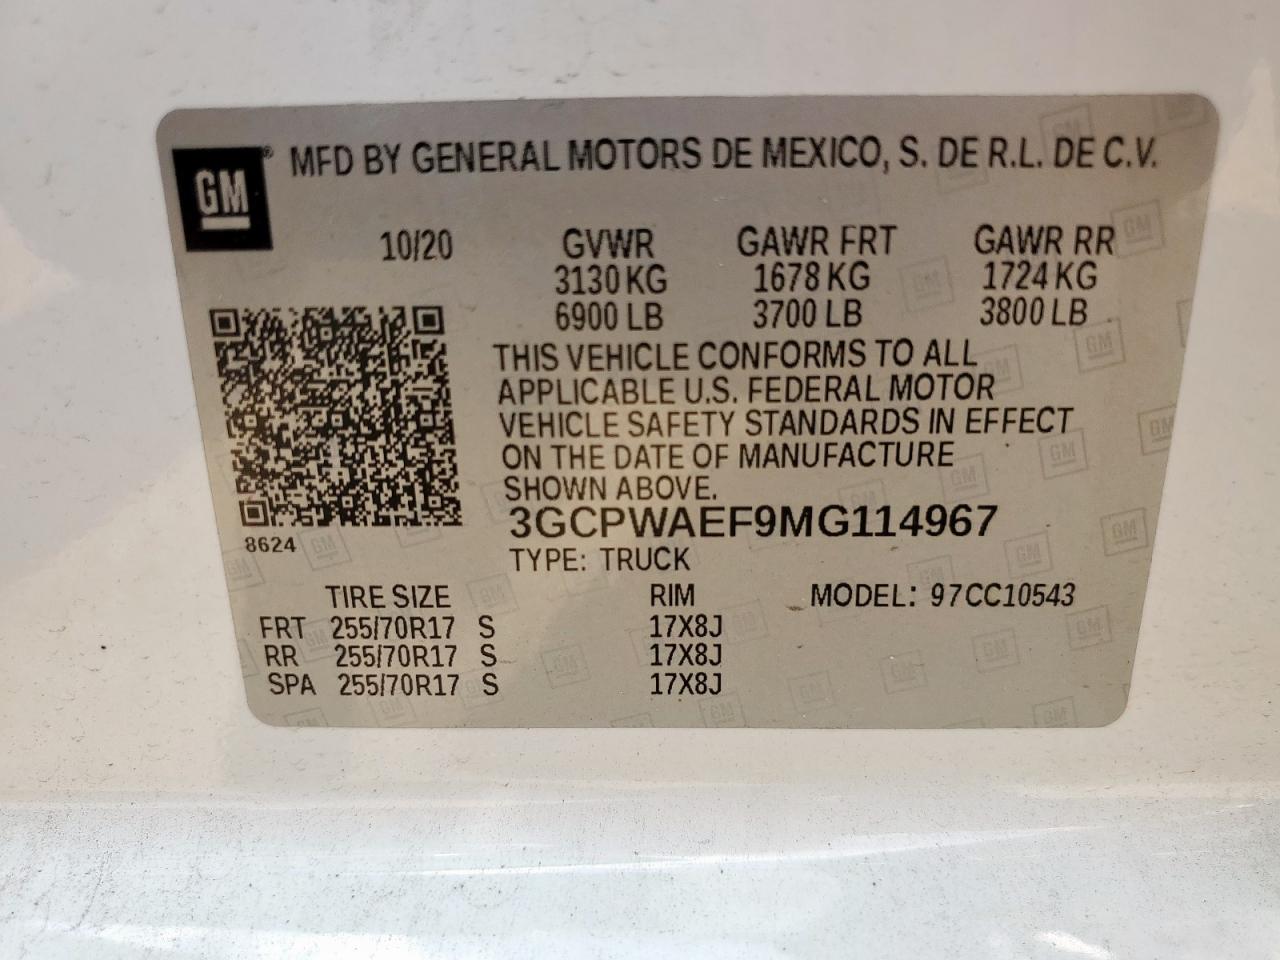 GM® MFD BY GENERAL MOTORS DE MEXICO, S. DE R.L. DE C.V.
10/20 GVWR GAWR FRT GAWR RR
3130 KG 1678 KG 1724 KG
6900 LB 3700 LB 3800 LB
THIS VEHICLE CONFORMS TO ALL
APPLICABLE U.S. FEDERAL MOTOR
VEHICLE SAFETY STANDARDS IN EFFECT
ON THE DATE OF MANUFACTURE
SHOWN ABOVE.
3GCPWAEF9MG114967
8624
TYPE: TRUCK
TIRE SIZE RIM MODEL: 97CC10543
FRT 255/70R17 S 17X8J
RR 255/70R17 S 17X8J
SPA 255/70R17 S 17X8J